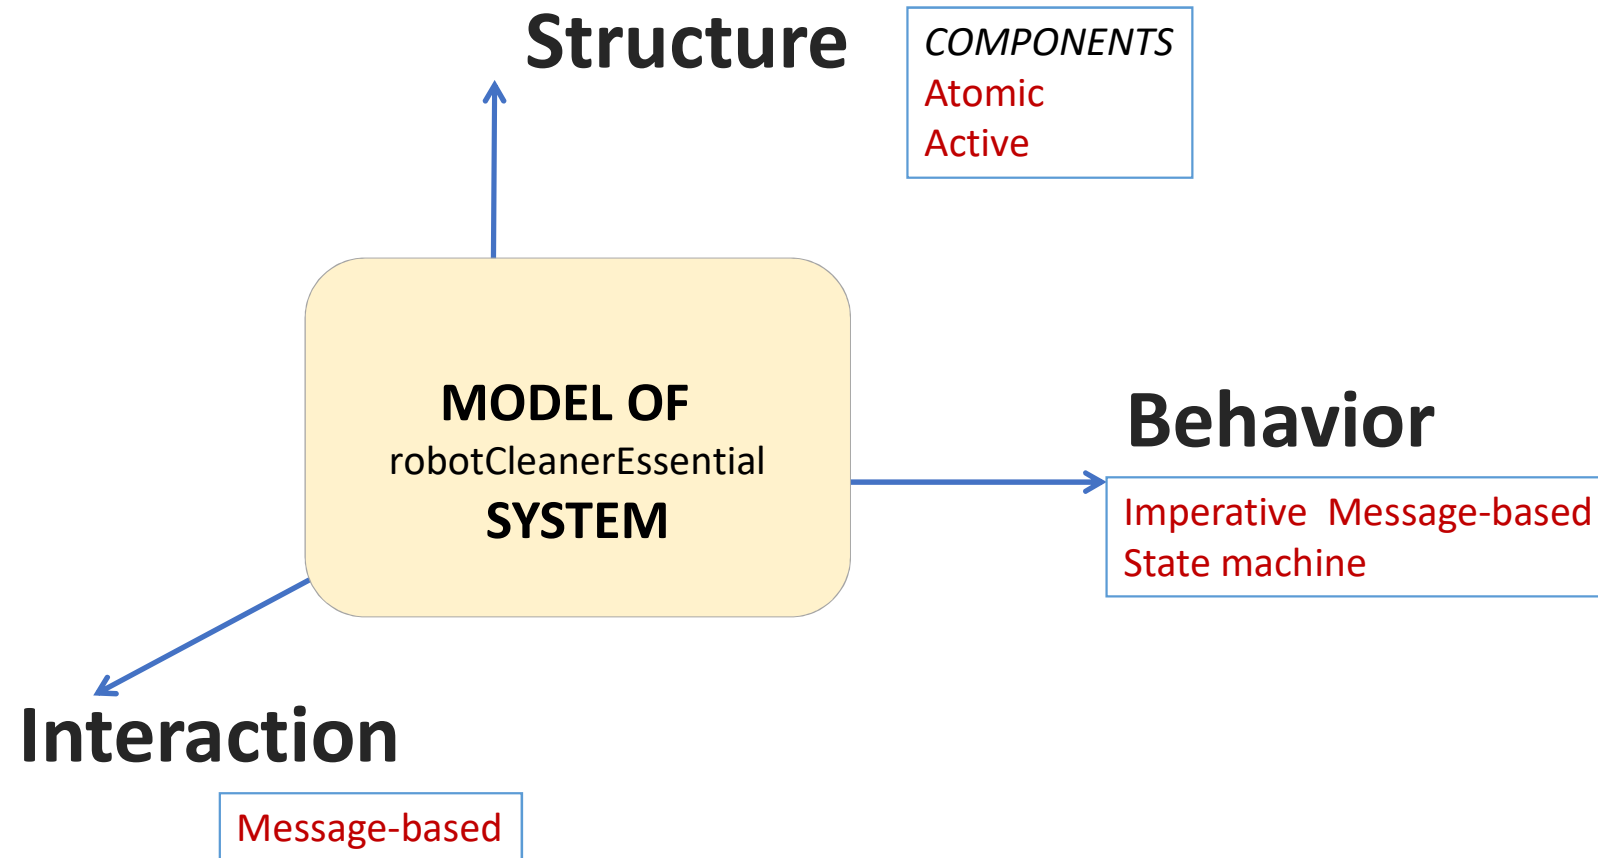 Structure
COMPONENTS
Atomic
Active
MODEL OF
robotCleanerEssential
SYSTEM
Behavior
Imperative Message-based
State machine
Interaction
Message-based